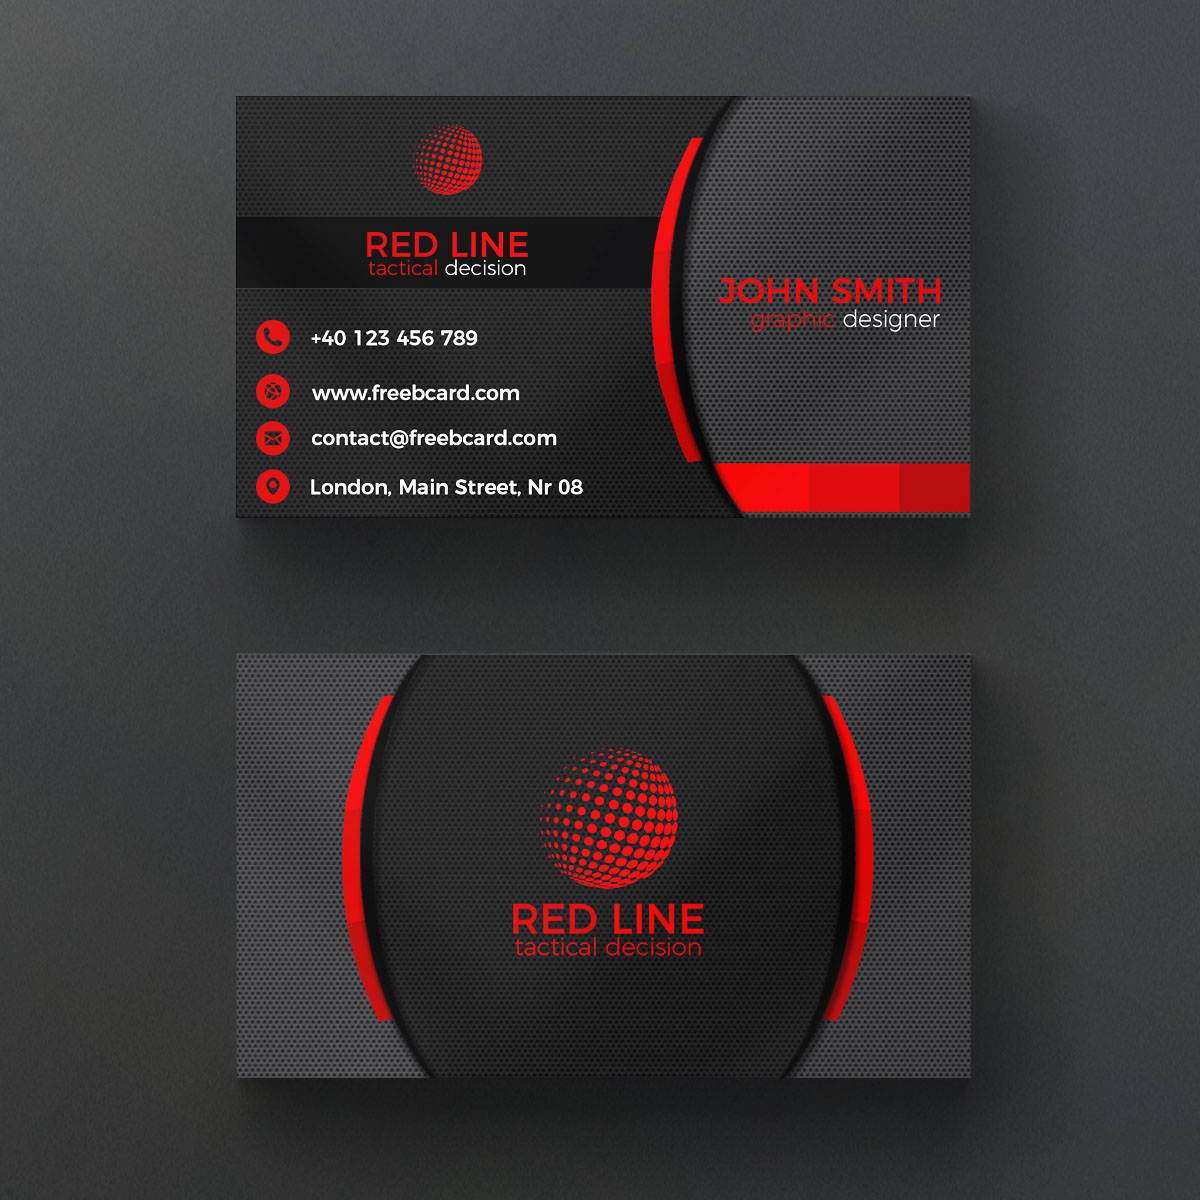 RED LINE
tactical decision
+40 123 456 789
www.freebcard.com
contact@freebcard.com
London, Main Street, Nr 08
JOHN SMITH
graphic designer
RED LINE
tactical decision